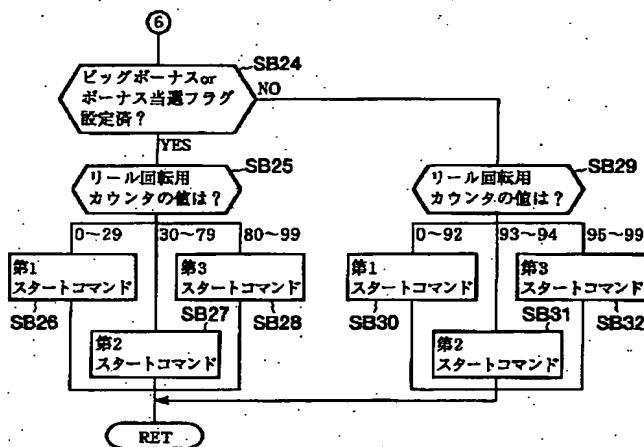 ⑥
SB24
ビッグボーナスor
ボーナス当選フラグ
設定済?
NO
YES
SB25
リール回転用
カウンタの値は?
SB29
リール回転用
カウンタの値は?
0~29
30~79
80~99
0~92
93~94
95~99
第1
スタートコマンド
第3
スタートコマンド
第1
スタートコマンド
第3
スタートコマンド
SB26
SB27
SB28
SB30
SB31
SB32
第2
スタートコマンド
第2
スタートコマンド
RET